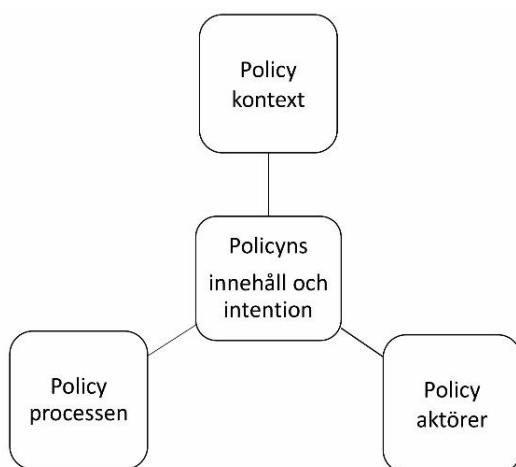 Policy
kontext
Policyns
innehåll och
intention
Policy
processen
Policy
aktörer